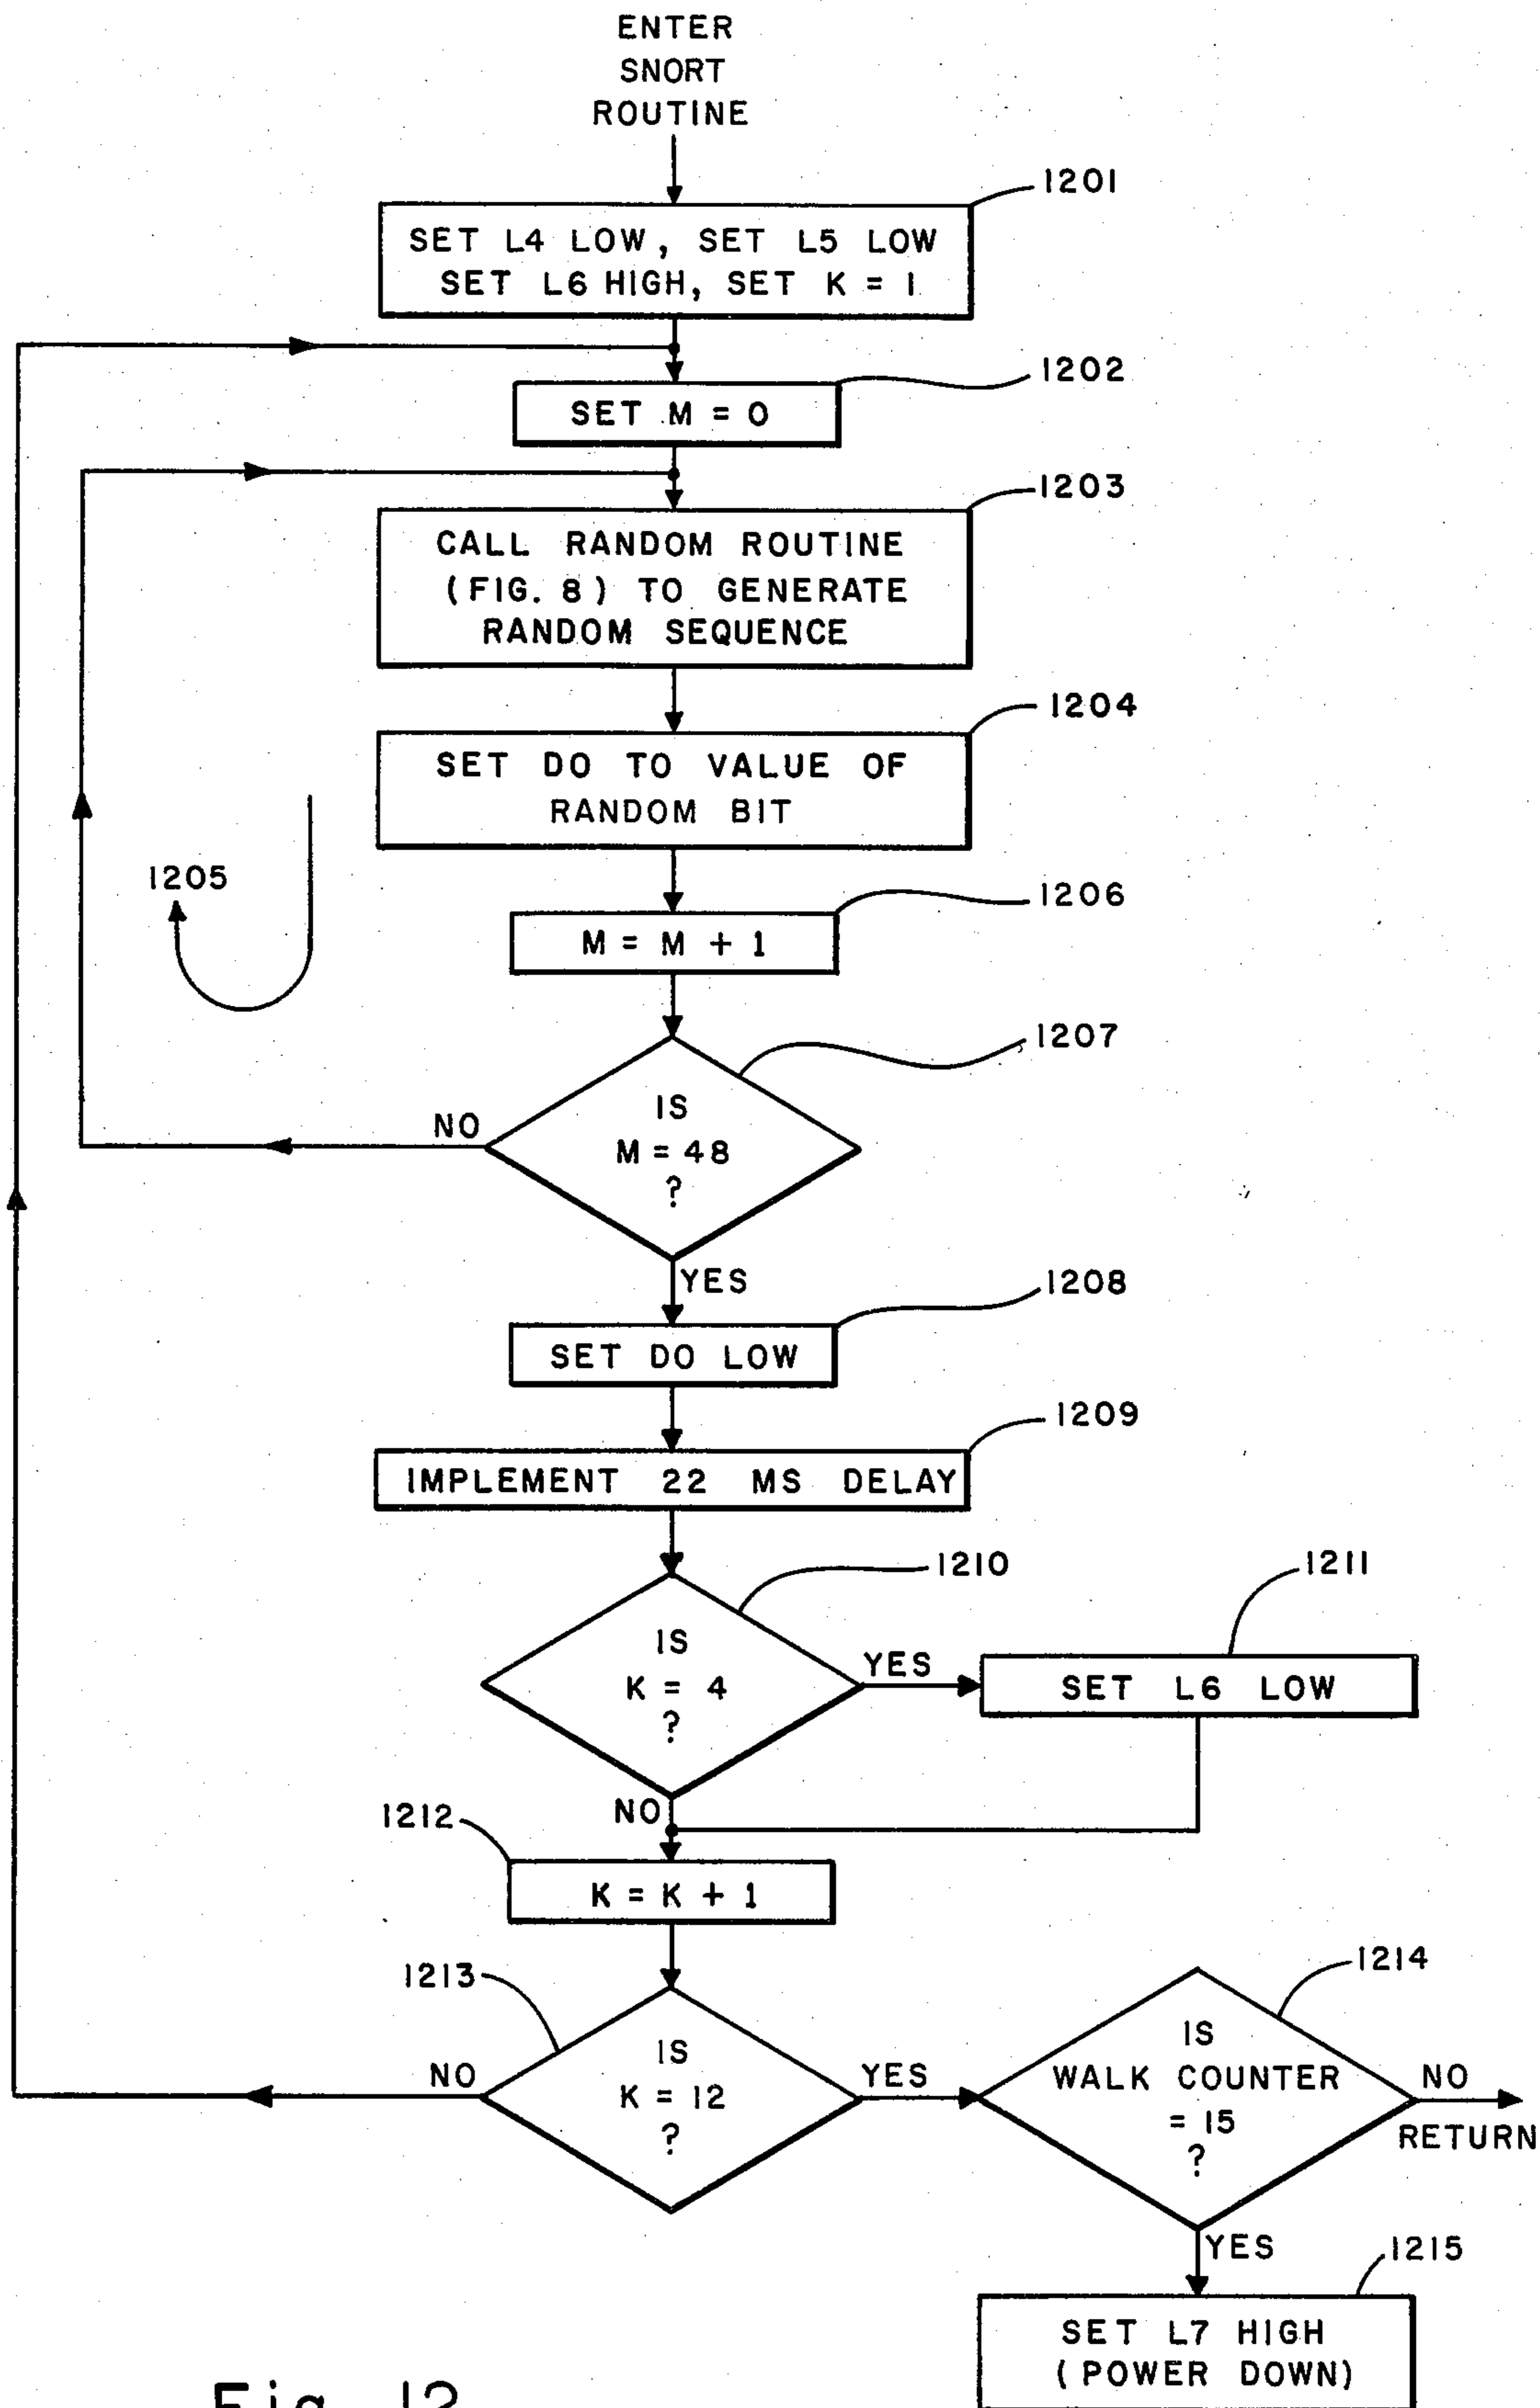 ENTER
SNORT
ROUTINE
1201
SET L4 LOW, SET L5 LOW
SET L6 HIGH, SET K = 1
1202
SET M = 0
1203
CALL RANDOM ROUTINE
(FIG. 8) TO GENERATE
RANDOM SEQUENCE
1204
SET DO TO VALUE OF
RANDOM BIT
1205
1206
M = M + 1
1207
IS
M = 48
?
NO
YES
1208
SET DO LOW
1209
IMPLEMENT 22 MS DELAY
1210
IS
K = 4
?
YES
1211
SET L6 LOW
NO
1212
K = K + 1
1213
IS
K = 12
?
NO
YES
1214
IS
WALK COUNTER
= 15
?
NO
RETURN
YES
1215
SET L7 HIGH
(POWER DOWN)
Fig. 12